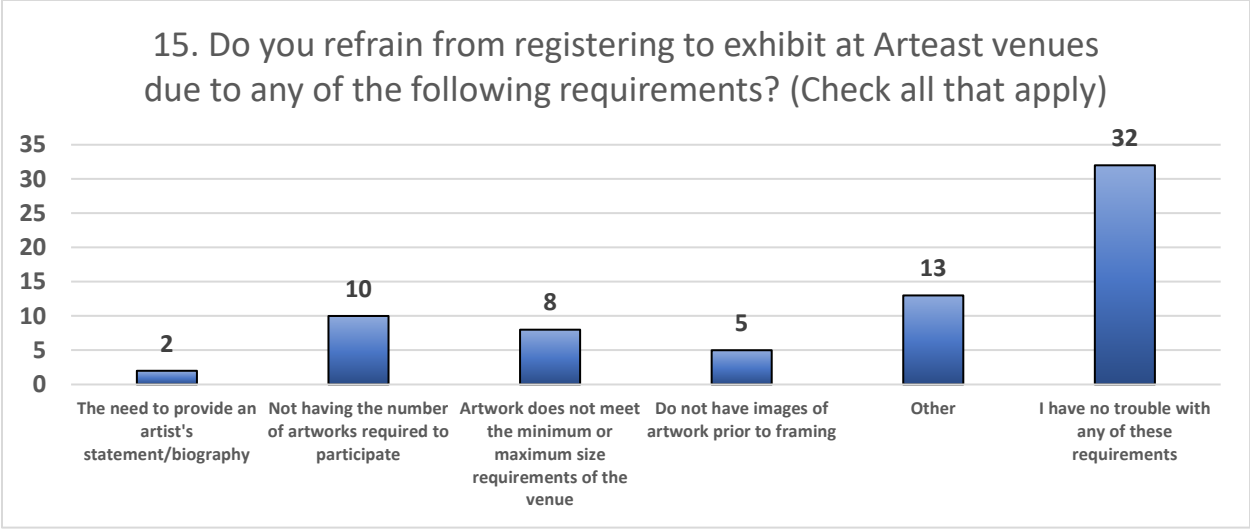 15. Do you refrain from registering to exhibit at Arteast venues
due to any of the following requirements? (Check all that apply)
35
30
25
20
15
10
5
0
2
10
8
5
13
32
The need to provide an
artist's
statement/biography
Not having the number
of artworks required to
participate
Artwork does not meet
the minimum or
maximum size
requirements of the
venue
Do not have images of
artwork prior to framing
Other
I have no trouble with
any of these
requirements